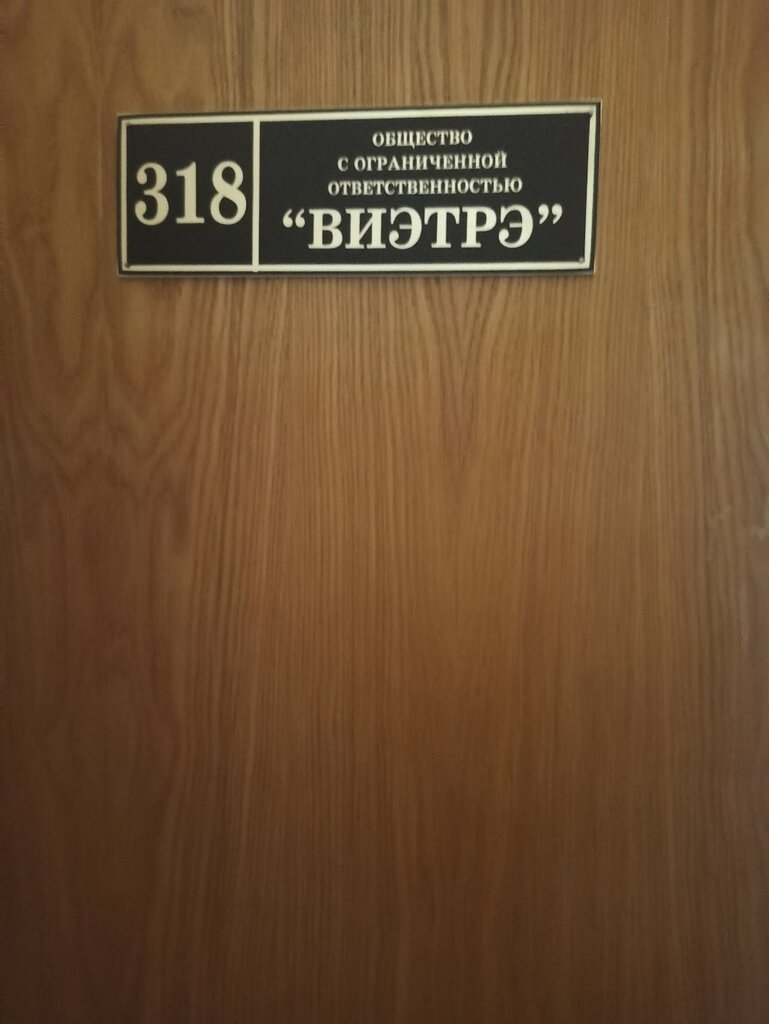 318
ОБЩЕСТВО
С ОГРАНИЧЕННОЙ
ОТВЕТСТВЕННОСТЬЮ
“ВИЭТРЭ”